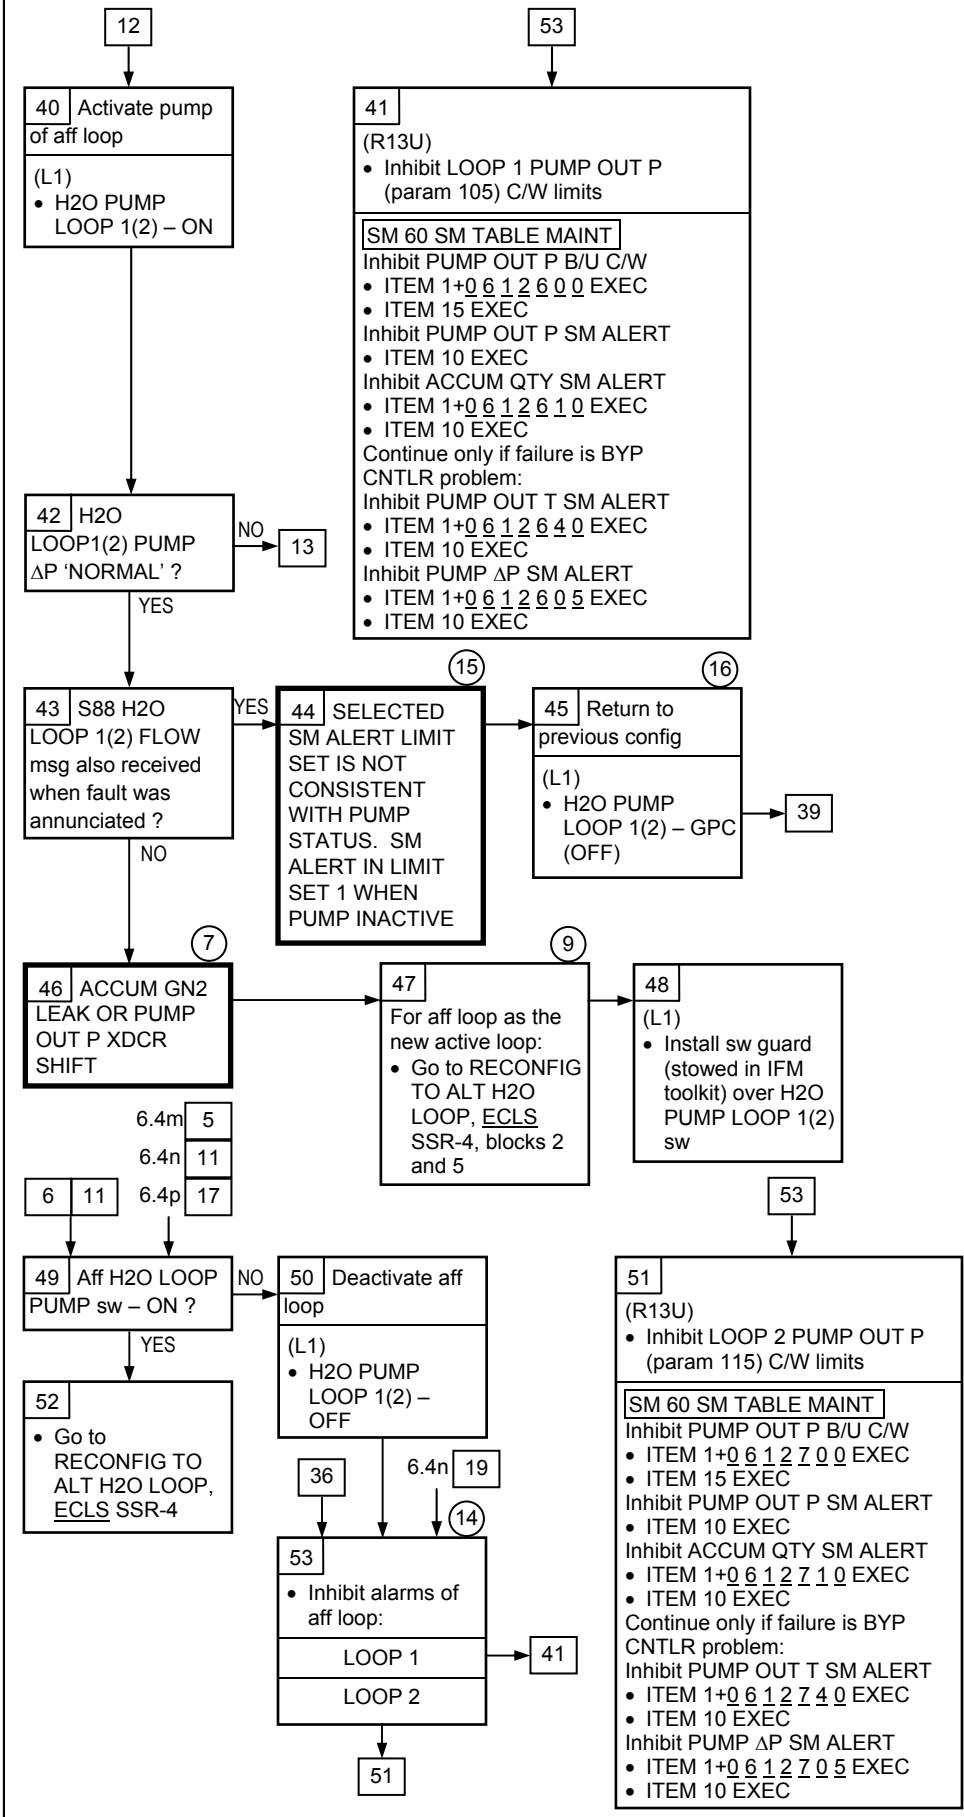 12
53
40 Activate pump
of aff loop
(L1)
• H2O PUMP
LOOP 1(2) – ON
41
(R13U)
• Inhibit LOOP 1 PUMP OUT P
(param 105) C/W limits
SM 60 SM TABLE MAINT
Inhibit PUMP OUT P B/U C/W
• ITEM 1+0 6 1 2 6 0 0 EXEC
• ITEM 15 EXEC
Inhibit PUMP OUT P SM ALERT
• ITEM 10 EXEC
Inhibit ACCUM QTY SM ALERT
• ITEM 1+0 6 1 2 6 1 0 EXEC
• ITEM 10 EXEC
Continue only if failure is BYP
CNTLR problem:
Inhibit PUMP OUT T SM ALERT
• ITEM 1+0 6 1 2 6 4 0 EXEC
• ITEM 10 EXEC
Inhibit PUMP ΔP SM ALERT
• ITEM 1+0 6 1 2 6 0 5 EXEC
• ITEM 10 EXEC
42 H2O
LOOP1(2) PUMP
ΔP 'NORMAL' ?
NO
13
YES
43 S88 H2O
LOOP 1(2) FLOW
msg also received
when fault was
annunciated ?
YES
NO
15
44 SELECTED
SM ALERT LIMIT
SET IS NOT
CONSISTENT
WITH PUMP
STATUS. SM
ALERT IN LIMIT
SET 1 WHEN
PUMP INACTIVE
16
45 Return to
previous config
(L1)
• H2O PUMP
LOOP 1(2) – GPC
(OFF)
39
7
46 ACCUM GN2
LEAK OR PUMP
OUT P XDCR
SHIFT
9
47
For aff loop as the
new active loop:
• Go to RECONFIG
TO ALT H2O
LOOP, ECLS
SSR-4, blocks 2
and 5
48
(L1)
• Install sw guard
(stowed in IFM
toolkit) over H2O
PUMP LOOP 1(2)
sw
6.4m 5
6.4n 11
6.4p 17
6 11
49 Aff H2O LOOP
PUMP sw – ON ?
NO
YES
50 Deactivate aff
loop
(L1)
• H2O PUMP
LOOP 1(2) –
OFF
52
• Go to
RECONFIG TO
ALT H2O LOOP,
ECLS SSR-4
36
6.4n 19
14
53
• Inhibit alarms of
aff loop:
LOOP 1
LOOP 2
41
51
53
51
(R13U)
• Inhibit LOOP 2 PUMP OUT P
(param 115) C/W limits
SM 60 SM TABLE MAINT
Inhibit PUMP OUT P B/U C/W
• ITEM 1+0 6 1 2 7 0 0 EXEC
• ITEM 15 EXEC
Inhibit PUMP OUT P SM ALERT
• ITEM 10 EXEC
Inhibit ACCUM QTY SM ALERT
• ITEM 1+0 6 1 2 7 1 0 EXEC
• ITEM 10 EXEC
Continue only if failure is BYP
CNTLR problem:
Inhibit PUMP OUT T SM ALERT
• ITEM 1+0 6 1 2 7 4 0 EXEC
• ITEM 10 EXEC
Inhibit PUMP ΔP SM ALERT
• ITEM 1+0 6 1 2 7 0 5 EXEC
• ITEM 10 EXEC